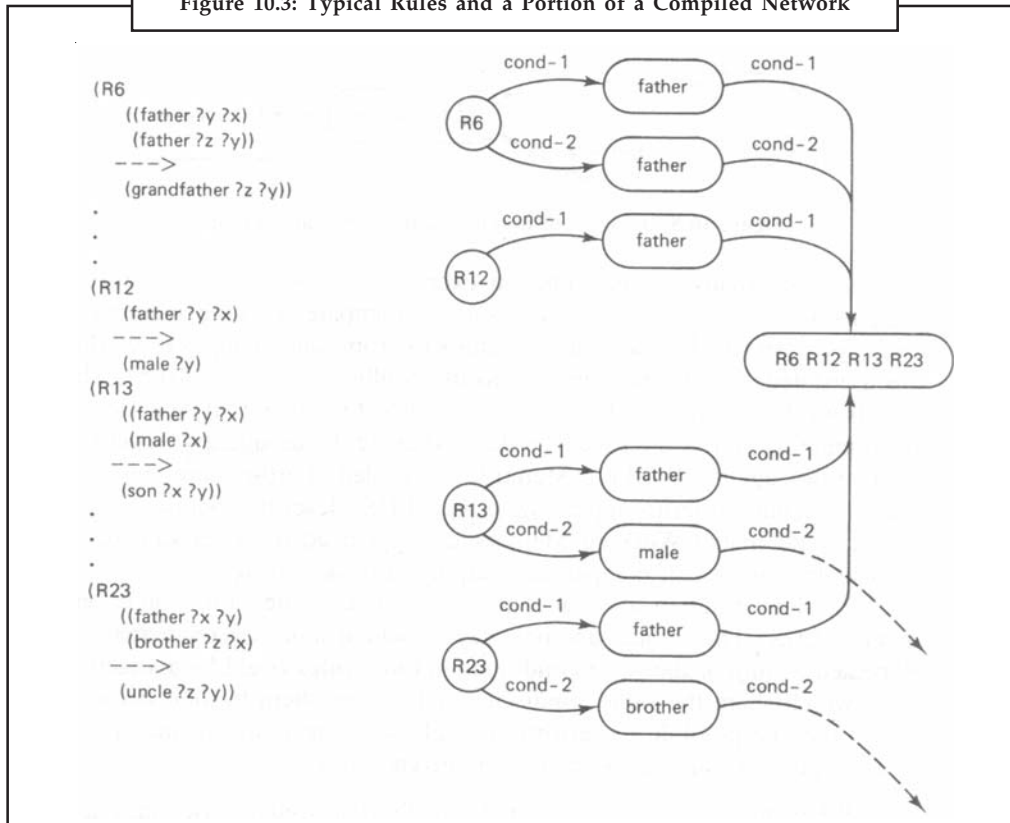 Figure 10.3: Typical Rules and a Portion of a Compiled Network
(R6
((father ?y ?x)
(father ?z ?y))
--->
(grandfather ?z ?y))
.
.
.
(R12
(father ?y ?x)
--->
(male ?y)
(R13
((father ?y ?x)
(male ?x)
--->
(son ?x ?y))
.
.
.
(R23
((father ?x ?y)
(brother ?z ?x)
--->
(uncle ?z ?y))
cond-1
father
cond-1
R6
cond-2
father
cond-2
cond-1
father
cond-1
R12
R6 R12 R13 R23
cond-1
father
cond-1
R13
cond-2
male
cond-2
cond-1
father
cond-1
R23
cond-2
brother
cond-2